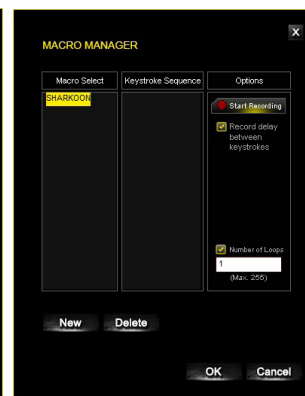 X
MACRO MANAGER
Macro Select
Keystroke Sequence
Options
SHARKOON
Start Recording
Record delay
between
keystrokes
Number of Loops
1
(Max. 255)
New
Delete
OK
Cancel